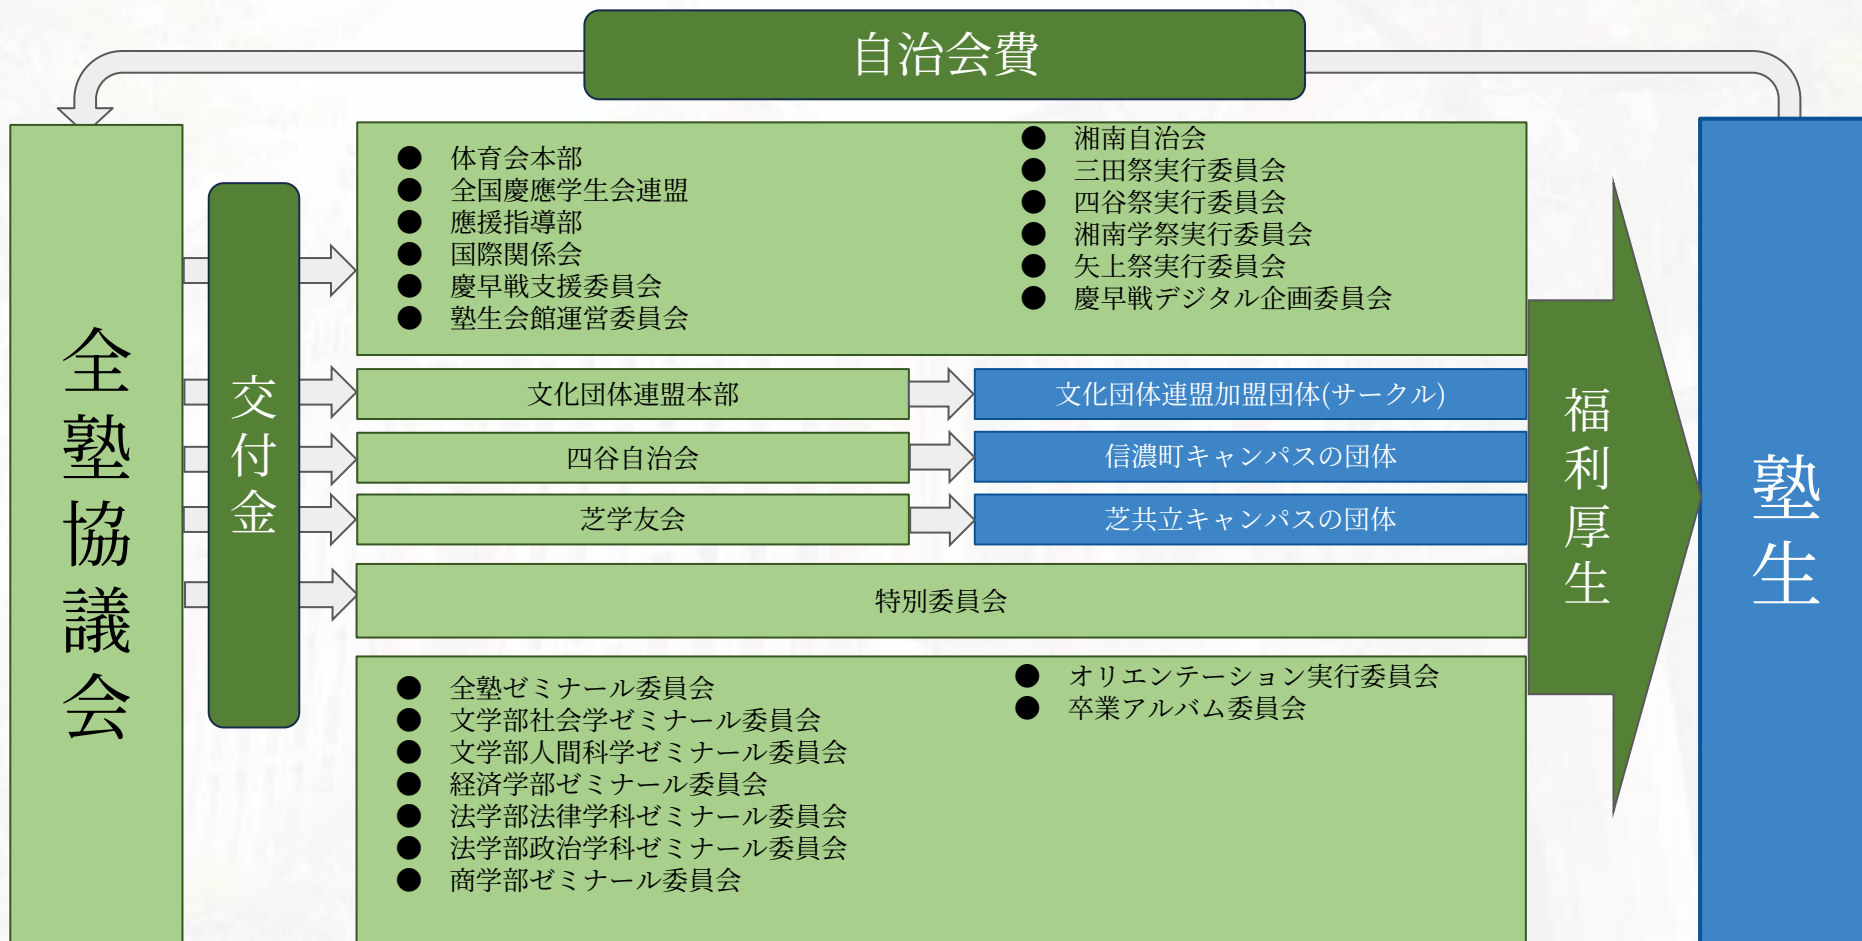 自治会費
全塾協議会
交付金
体育会本部
全国慶應学生会連盟
應援指導部
国際関係会
慶早戦支援委員会
塾生会館運営委員会
湘南自治会
三田祭実行委員会
四谷祭実行委員会
湘南学祭実行委員会
矢上祭実行委員会
慶早戦デジタル企画委員会
文化団体連盟本部
文化団体連盟加盟団体(サークル)
四谷自治会
信濃町キャンパスの団体
芝学友会
芝共立キャンパスの団体
特別委員会
全塾ゼミナール委員会
文学部社会学ゼミナール委員会
文学部人間科学ゼミナール委員会
経済学部ゼミナール委員会
法学部法律学科ゼミナール委員会
法学部政治学科ゼミナール委員会
商学部ゼミナール委員会
オリエンテーション実行委員会
卒業アルバム委員会
福利厚生
塾生